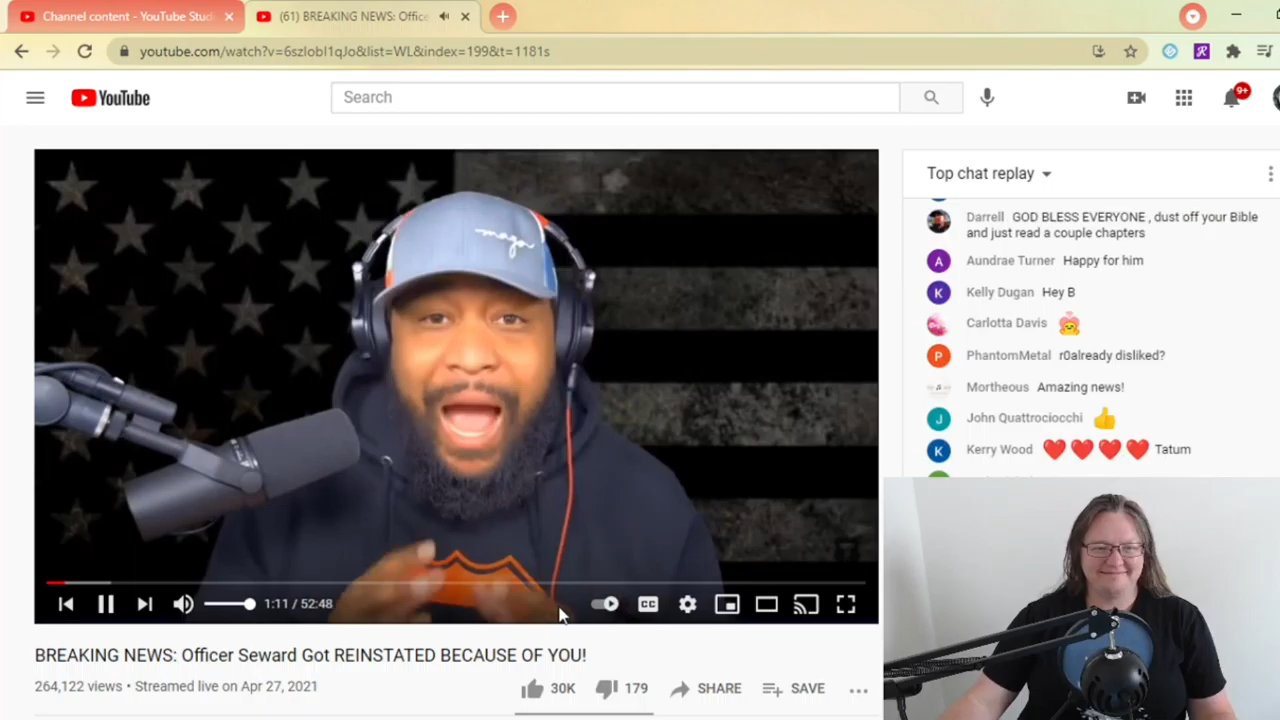 Channel content - YouTube Stud
(61) BREAKING NEWS: Office
youtube.com/watch?v=6szIobI1qJo&list=WL&index=199&t=1181s
YouTube
Search
9+
maga
1:11 / 52:48
CC
BREAKING NEWS: Officer Seward Got REINSTATED BECAUSE OF YOU!
264,122 views • Streamed live on Apr 27, 2021
30K
179
SHARE
SAVE
Top chat replay
Darrell GOD BLESS EVERYONE , dust off your Bible
and just read a couple chapters
Aundrae Turner Happy for him
Kelly Dugan Hey B
Carlotta Davis
PhantomMetal r0already disliked?
Mortheous Amazing news!
John Quattrociocchi
Kerry Wood Tatum